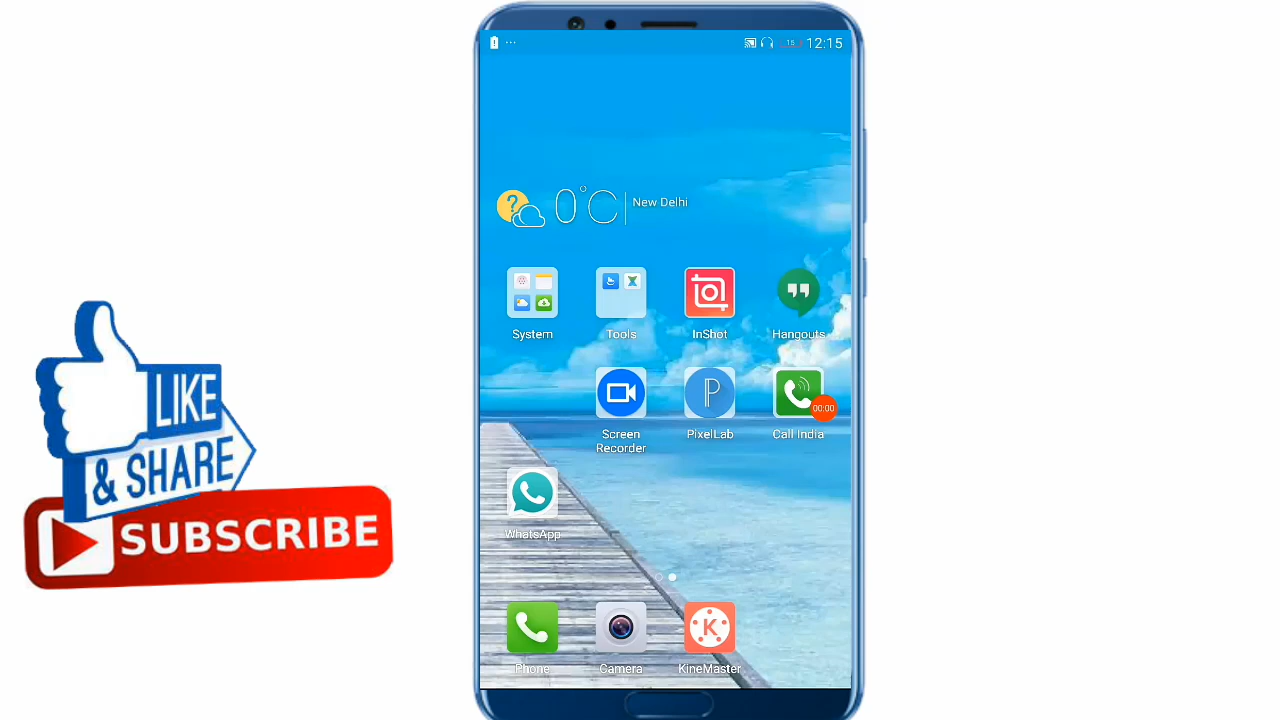 12:15
0°C
New Delhi
System
Tools
InShot
Hangouts
Screen
Recorder
PixelLab
Call India
00:00
WhatsApp
Phone
Camera
KineMaster
LIKE
& SHARE
SUBSCRIBE